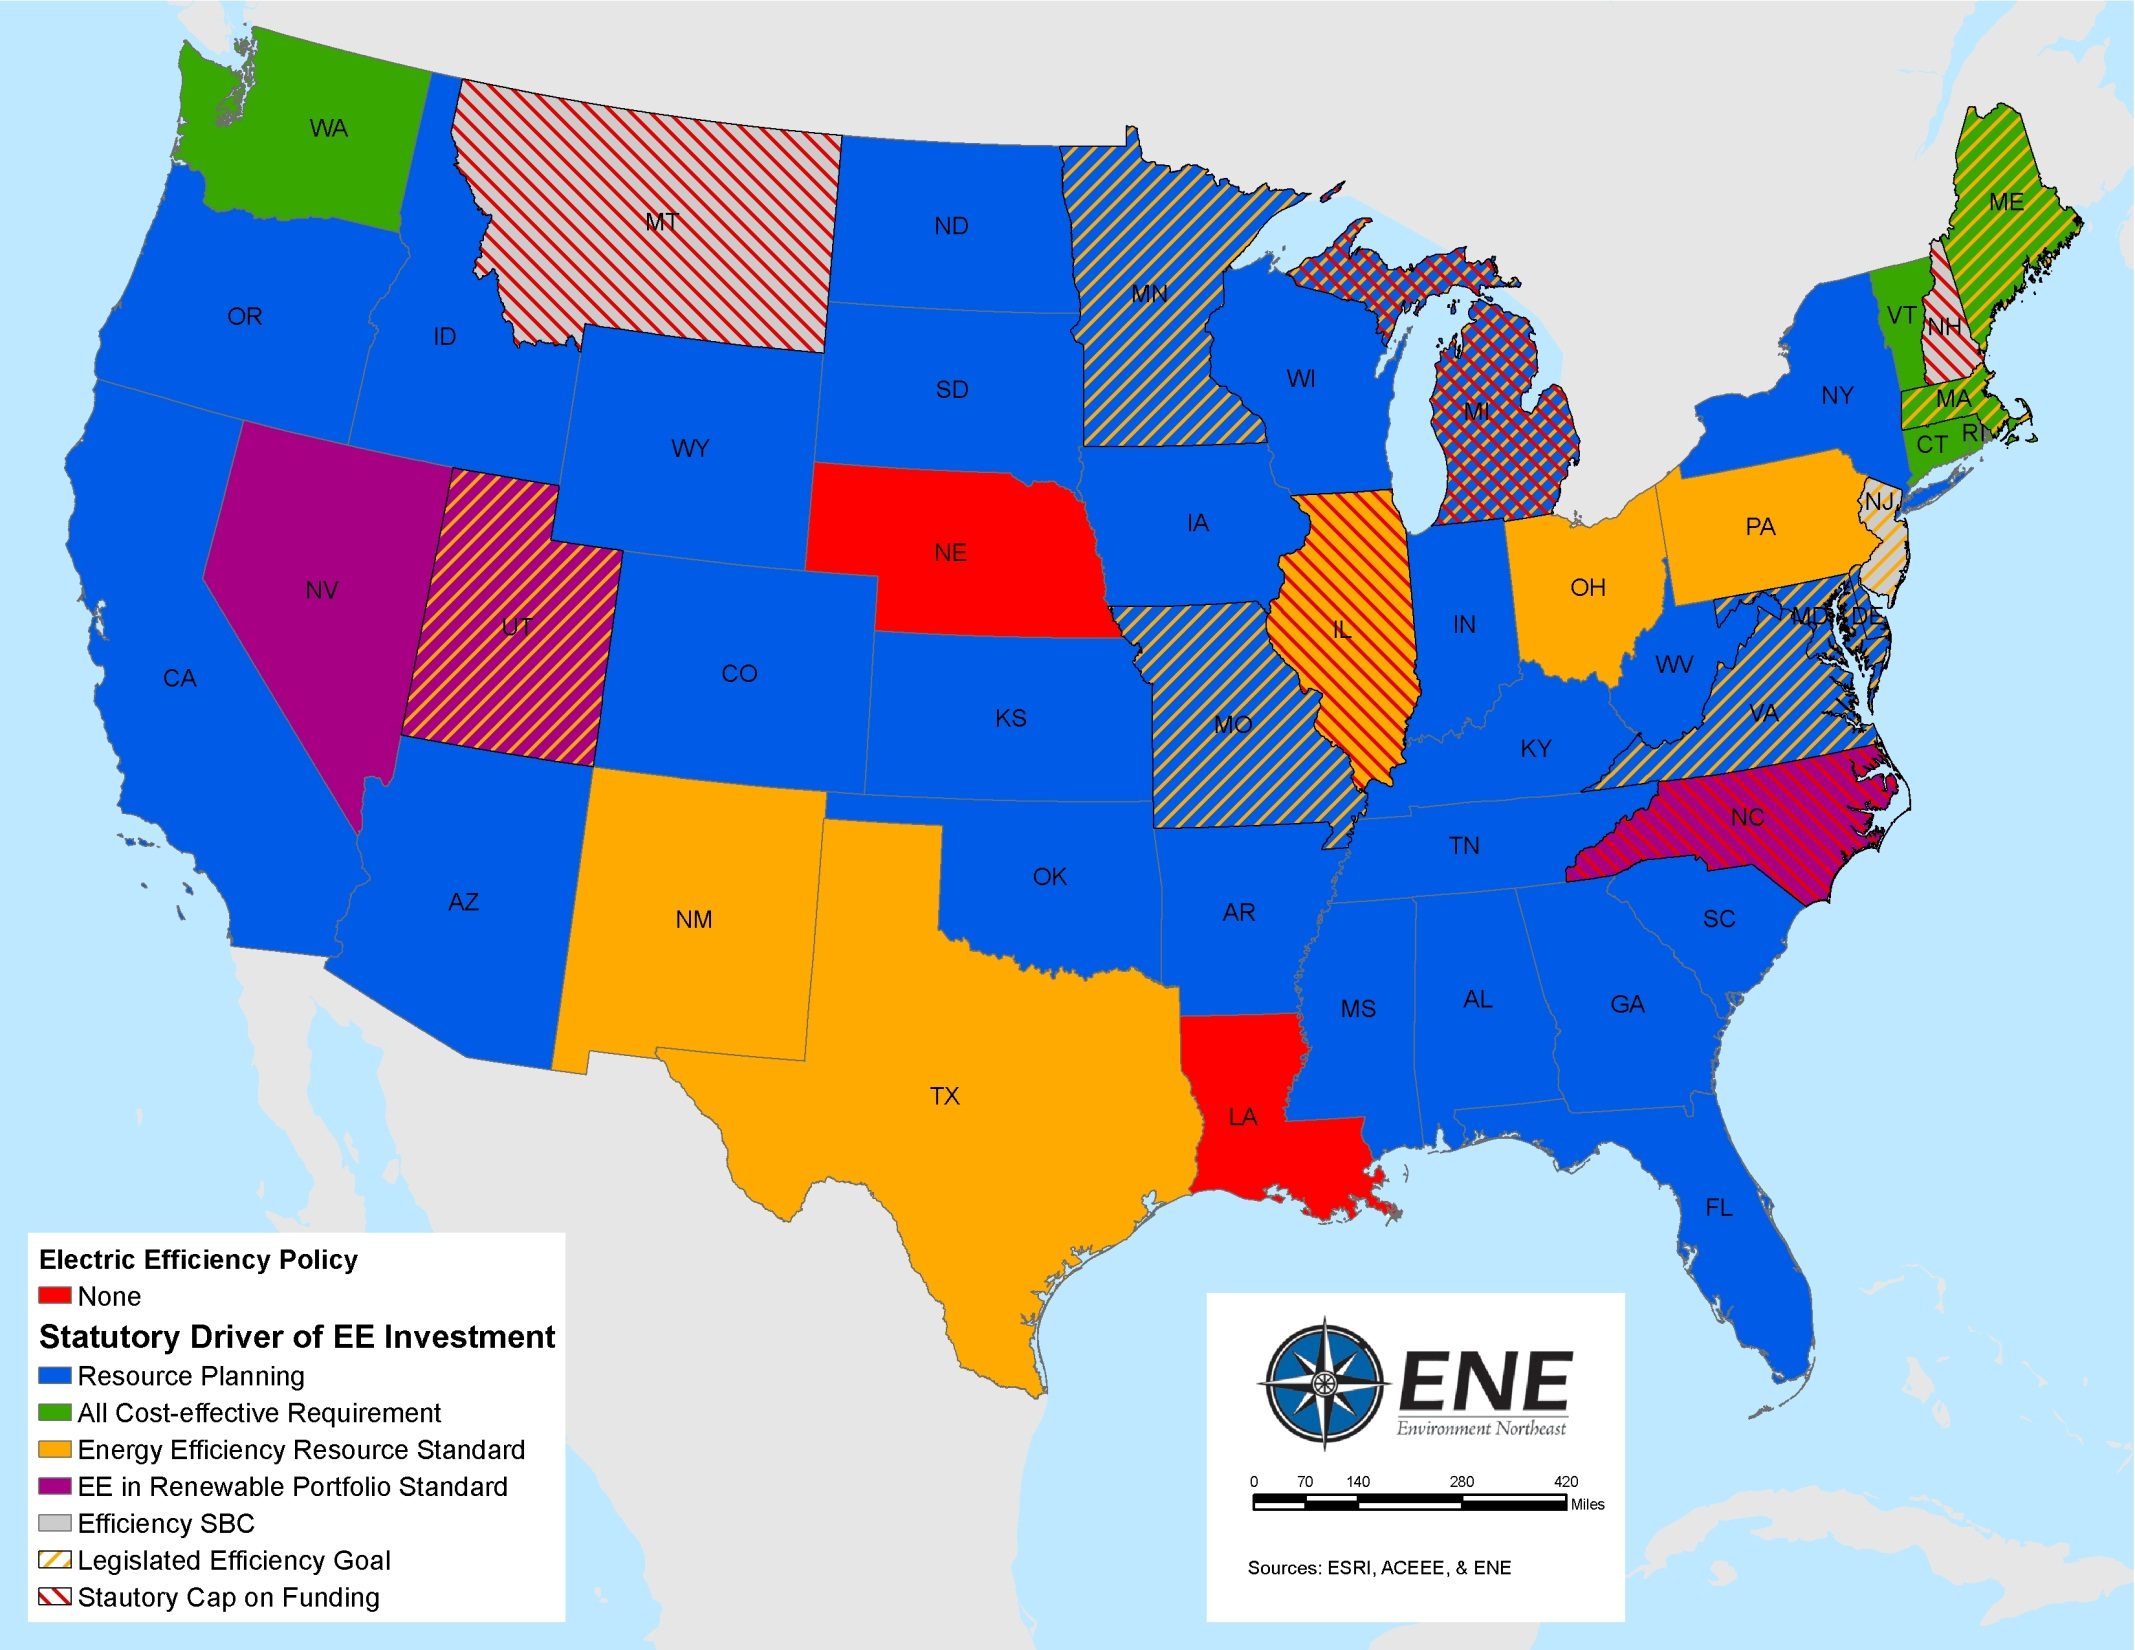 WA
MT
ND
MN
ME
VT
NH
OR
ID
SD
WI
MI
NY
MA
CT
RI
WY
NE
IA
PA
NJ
NV
UT
IL
IN
OH
MD
DE
CA
CO
KS
MO
WV
VA
KY
NC
AZ
NM
OK
AR
TN
SC
MS
AL
GA
TX
LA
FL
Electric Efficiency Policy
None
Statutory Driver of EE Investment
Resource Planning
All Cost-effective Requirement
Energy Efficiency Resource Standard
EE in Renewable Portfolio Standard
Efficiency SBC
Legislated Efficiency Goal
Stautory Cap on Funding
ENE
Environment Northeast
0 70 140 280 420
Miles
Sources: ESRI, ACEEE, & ENE